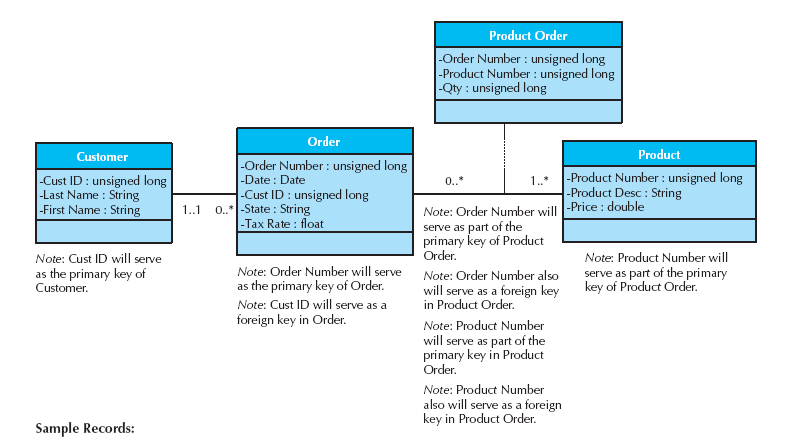 Product Order
-Order Number : unsigned long
-Product Number : unsigned long
-Qty : unsigned long
Customer
-Cust ID : unsigned long
-Last Name : String
-First Name : String
1..1
0..*
Order
-Order Number : unsigned long
-Date : Date
-Cust ID : unsigned long
-State : String
-Tax Rate : float
0..*
1..*
Product
-Product Number : unsigned long
-Product Desc : String
-Price : double
Note: Cust ID will serve
as the primary key of
Customer.
Note: Order Number will serve
as the primary key of Order.
Note: Cust ID will serve as a
foreign key in Order.
Note: Order Number will
serve as part of the
primary key of Product
Order.
Note: Order Number also
will serve as a foreign key
in Product Order.
Note: Product Number
will serve as part of the
primary key in Product
Order.
Note: Product Number
also will serve as a foreign
key in Product Order.
Note: Product Number will
serve as part of the primary
key of Product Order.
Sample Records: